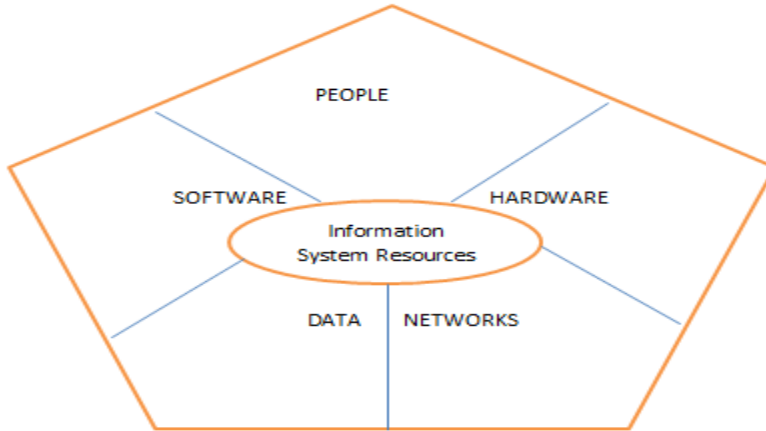 PEOPLE
SOFTWARE
HARDWARE
Information
System Resources
DATA
NETWORKS